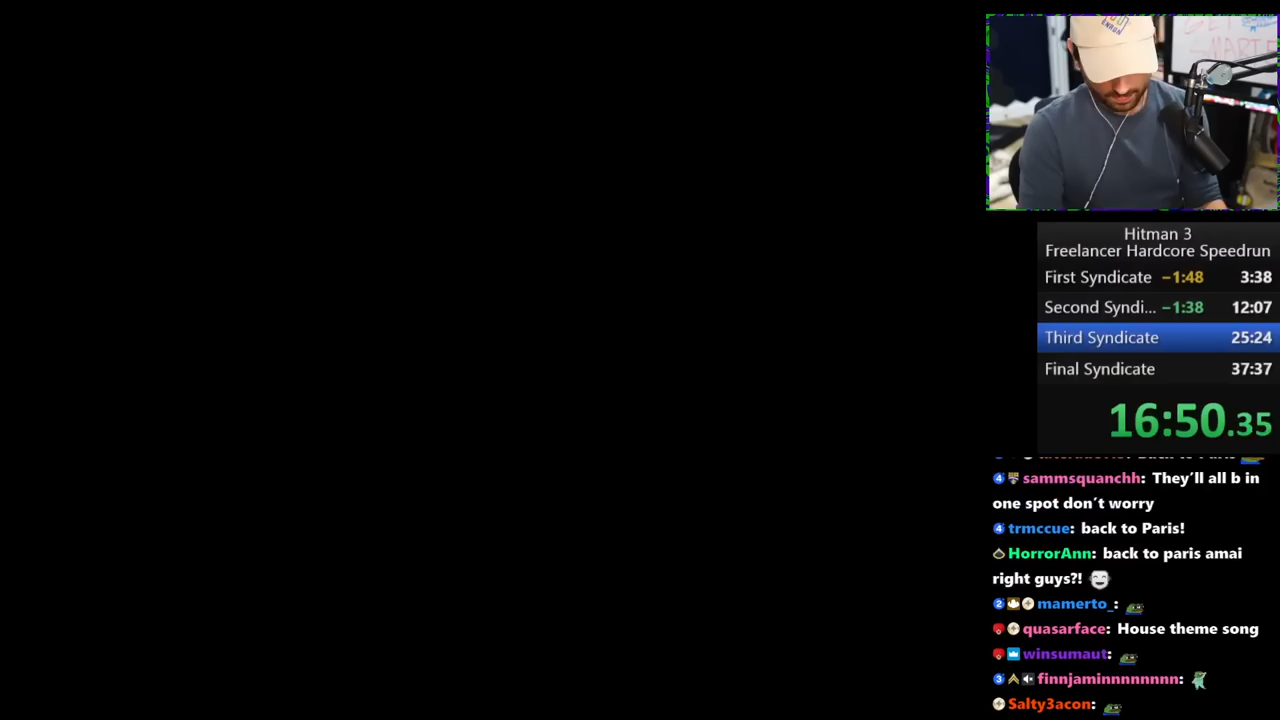 Hitman 3
Freelancer Hardcore Speedrun
First Syndicate -1:48 3:38
Second Syndi... -1:38 12:07
Third Syndicate 25:24
Final Syndicate 37:37
16:50.35
sammsquanchh: They'll all b in
one spot don't worry
trmccue: back to Paris!
HorrorAnn: back to paris amai
right guys?!
mamerto_:
quasarface: House theme song
winsumaut:
finnjaminnnnnnnn:
Salty3acon: